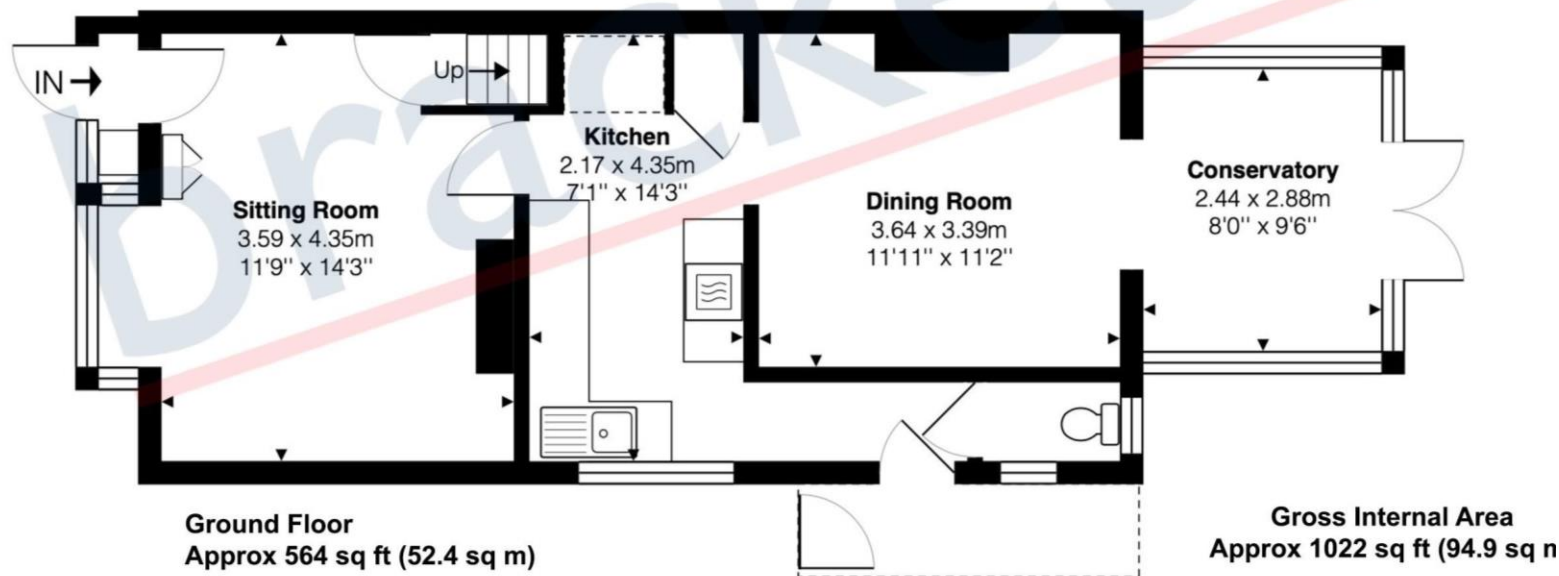 IN
Up
Kitchen
2.17 x 4.35m
7'1" x 14'3"
Sitting Room
3.59 x 4.35m
11'9" x 14'3"
Dining Room
3.64 x 3.39m
11'11" x 11'2"
Conservatory
2.44 x 2.88m
8'0" x 9'6"
Ground Floor
Approx 564 sq ft (52.4 sq m)
Gross Internal Area
Approx 1022 sq ft (94.9 sq m